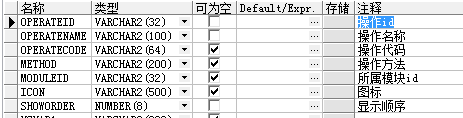 名称 类型 可为空 Default/Expr. 存储 注释
OPERATEID VARCHAR2(32) ... 操作id
OPERATENAME VARCHAR2(100) ... 操作名称
OPERATECODE VARCHAR2(64) ... 操作代码
METHOD VARCHAR2(200) ... 操作方法
MODULEID VARCHAR2(32) ... 所属模块id
ICON VARCHAR2(500) ... 图标
SHOWORDER NUMBER(8) ... 显示顺序